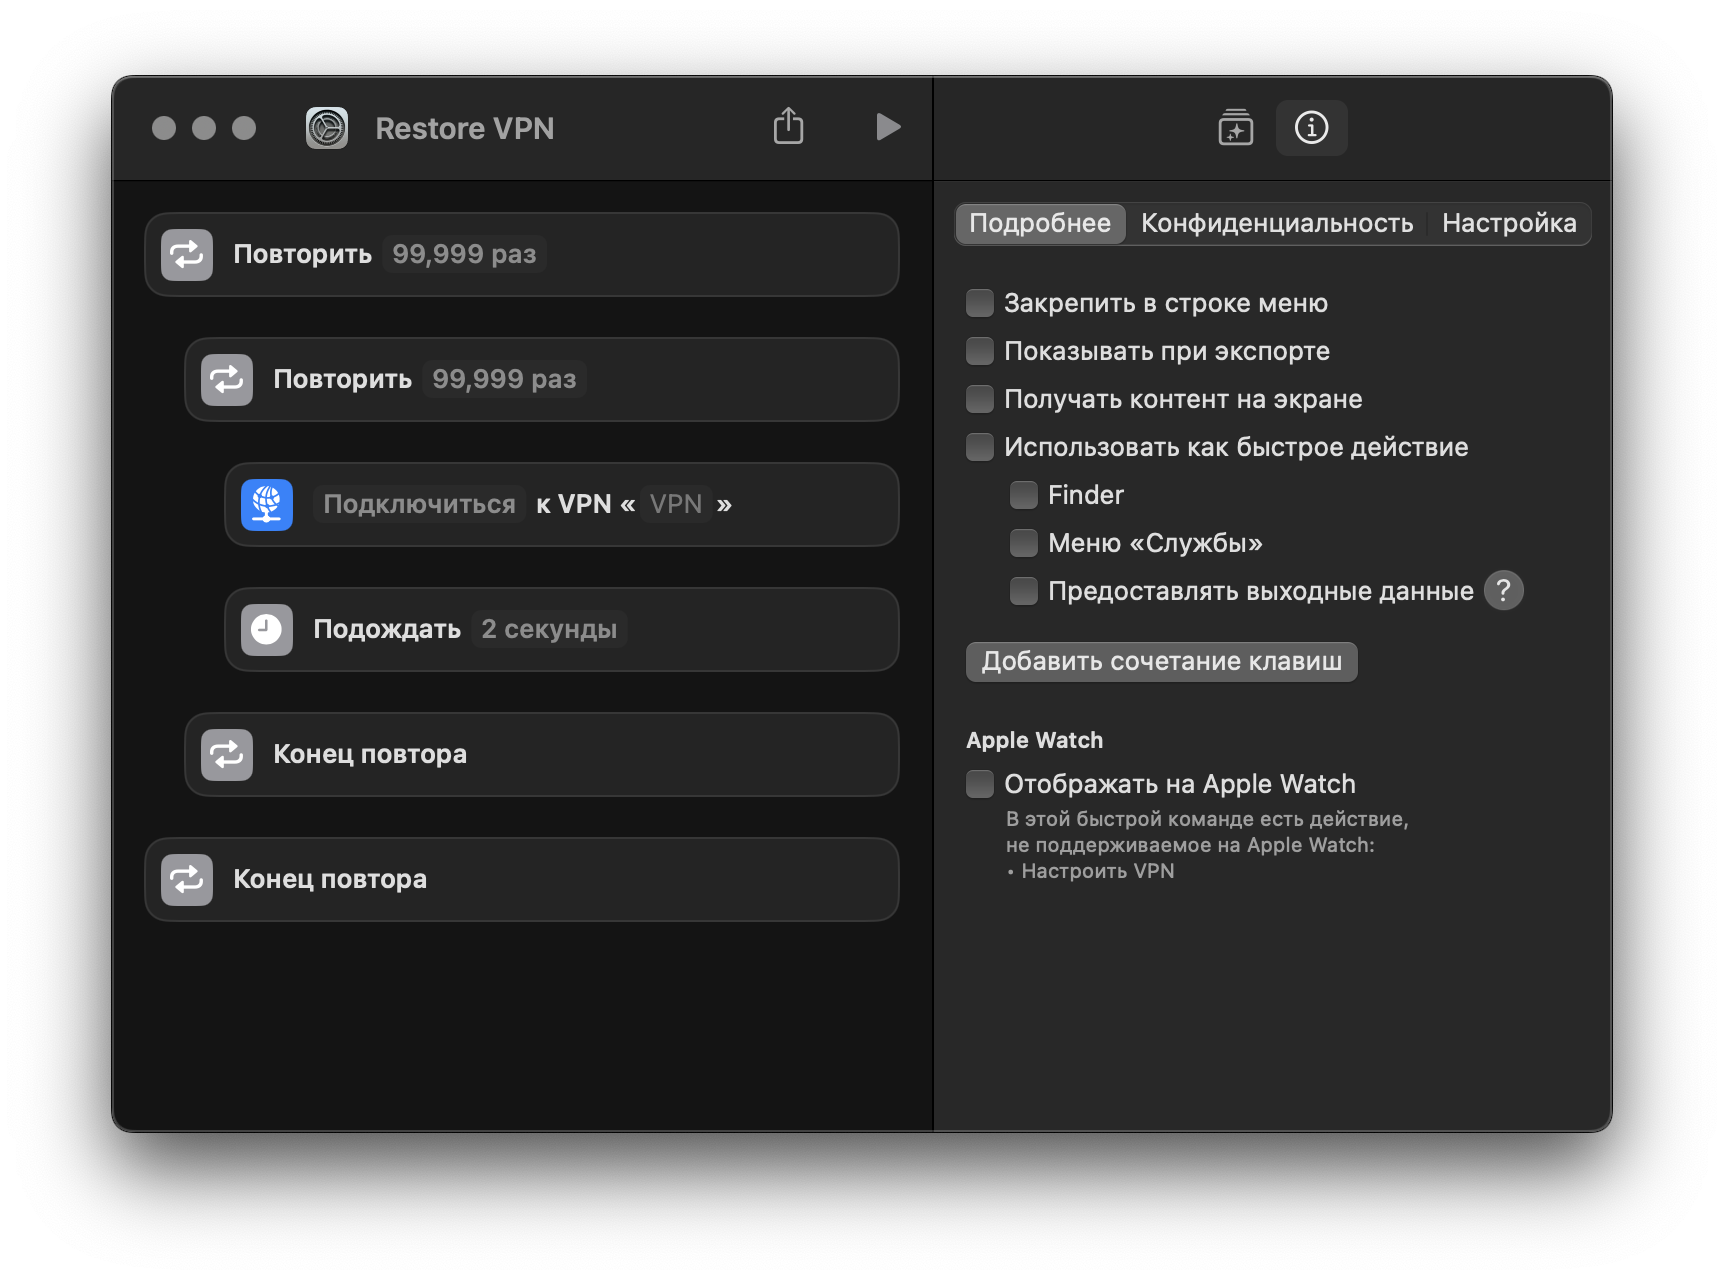 Restore VPN
Повторить 99,999 раз
Повторить 99,999 раз
Подключиться к VPN « VPN »
Подождать 2 секунды
Конец повтора
Конец повтора
Подробнее Конфиденциальность Настройка
Закрепить в строке меню
Показывать при экспорте
Получать контент на экране
Использовать как быстрое действие
Finder
Меню «Службы»
Предоставлять выходные данные ?
Добавить сочетание клавиш
Apple Watch
Отображать на Apple Watch
В этой быстрой команде есть действие,
не поддерживаемое на Apple Watch:
• Настроить VPN